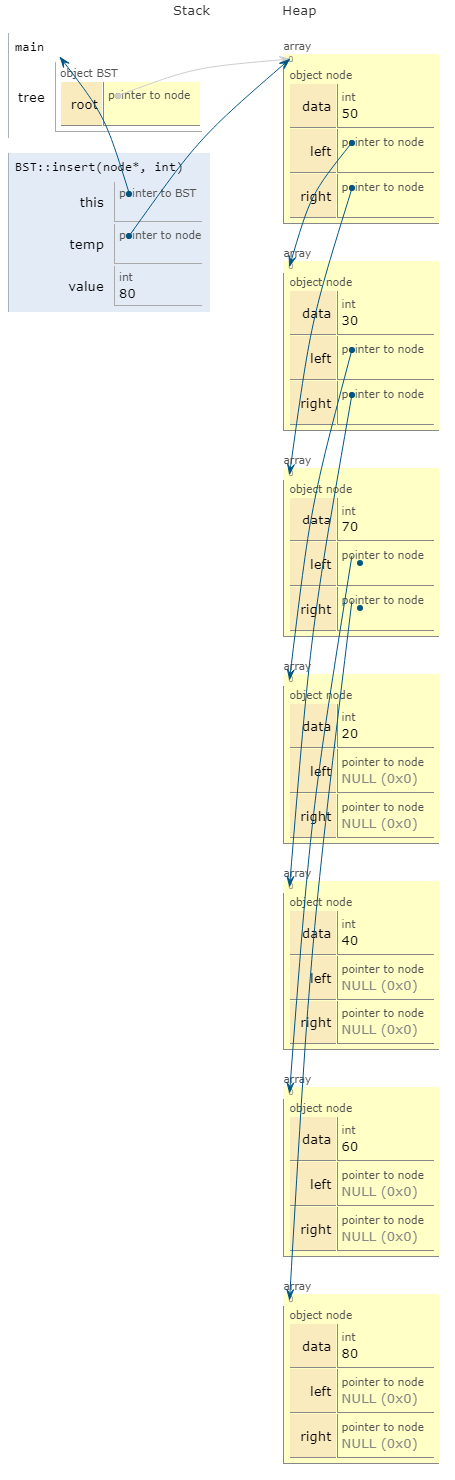 Stack Heap
main
tree
object BST
root
pointer to node
BST::insert(node*, int)
this
pointer to BST
temp
pointer to node
value
int
80
array
0
object node
data
int
50
left
pointer to node
right
pointer to node
array
0
object node
data
int
30
left
pointer to node
right
pointer to node
array
0
object node
data
int
70
left
pointer to node
right
pointer to node
array
0
object node
data
int
20
left
pointer to node
NULL (0x0)
right
pointer to node
NULL (0x0)
array
0
object node
data
int
40
left
pointer to node
NULL (0x0)
right
pointer to node
NULL (0x0)
array
0
object node
data
int
60
left
pointer to node
NULL (0x0)
right
pointer to node
NULL (0x0)
array
0
object node
data
int
80
left
pointer to node
NULL (0x0)
right
pointer to node
NULL (0x0)